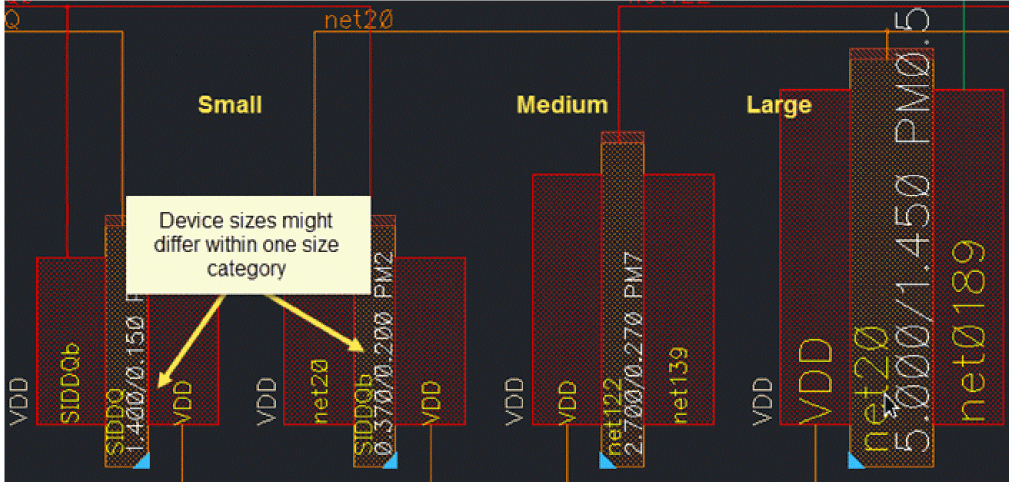 Q
net20
Small
Medium
Large
Device sizes might
differ within one size
category
VDD
SIDDQb
SIDDQ
1.400/0.150
VDD
VDD
net20
SIDDQb
0.370/0.200 PM2
VDD
VDD
VDD
net122
2.700/0.270 PM7
net139
VDD
VDD
net20
5.000/1.450 PM0.5
net0189